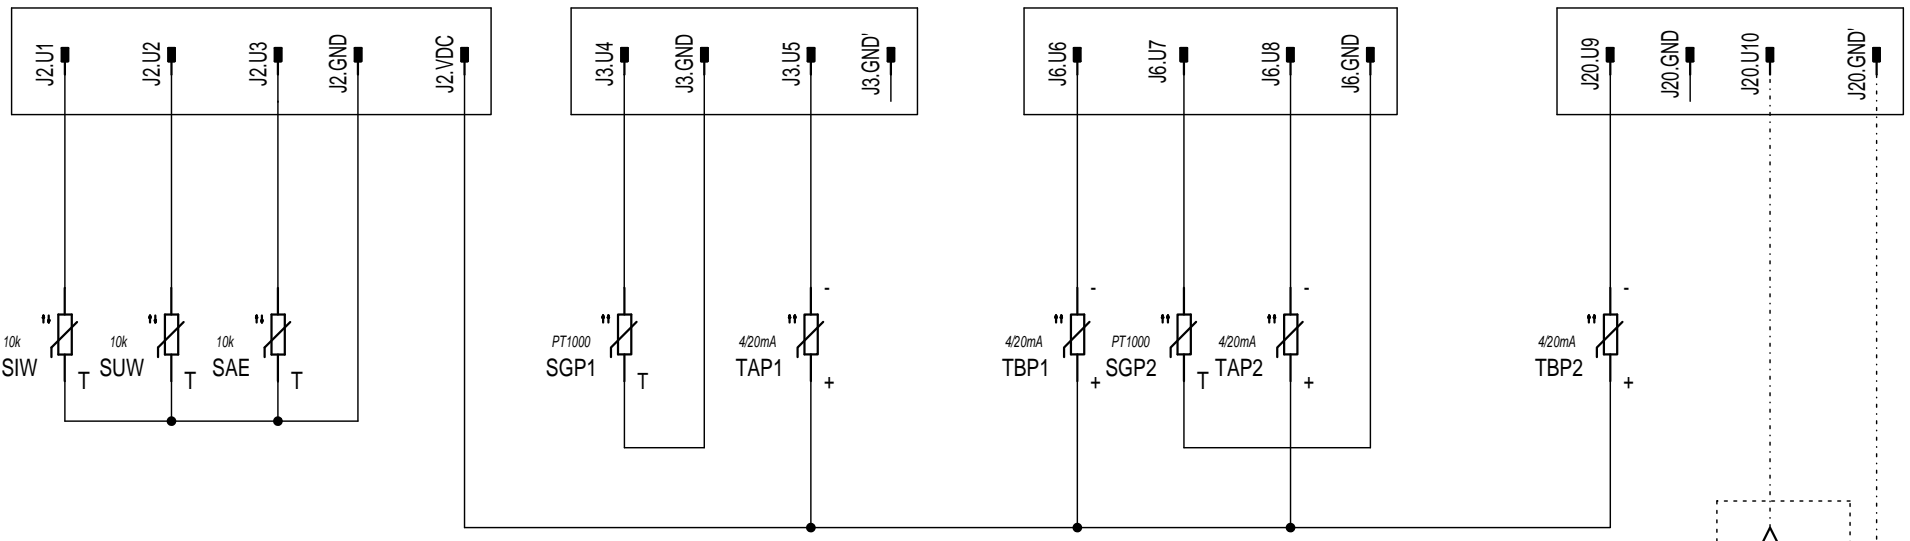 J2.U1
J2.U2
J2.U3
J2.GND
J2.VDC
J3.U4
J3.GND
J3.U5
J3.GND'
J6.U6
J6.U7
J6.U8
J6.GND
J20.U9
J20.GND
J20.U10
J20.GND'
10k
SIW
T
10k
SUW
T
10k
SAE
T
PT1000
SGP1
T
-
4/20mA
TAP1
+
-
4/20mA
TBP1
+
PT1000
SGP2
T
-
4/20mA
TAP2
+
-
4/20mA
TBP2
+